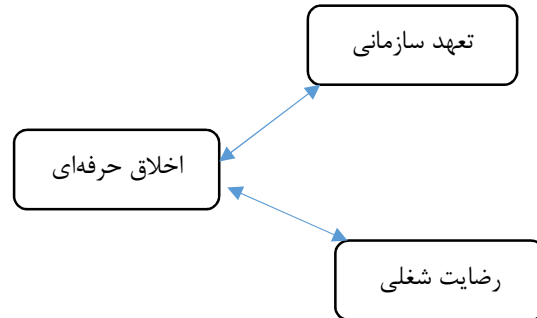 تعهد سازمانی
اخلاق حرفه‌ای
رضایت شغلی